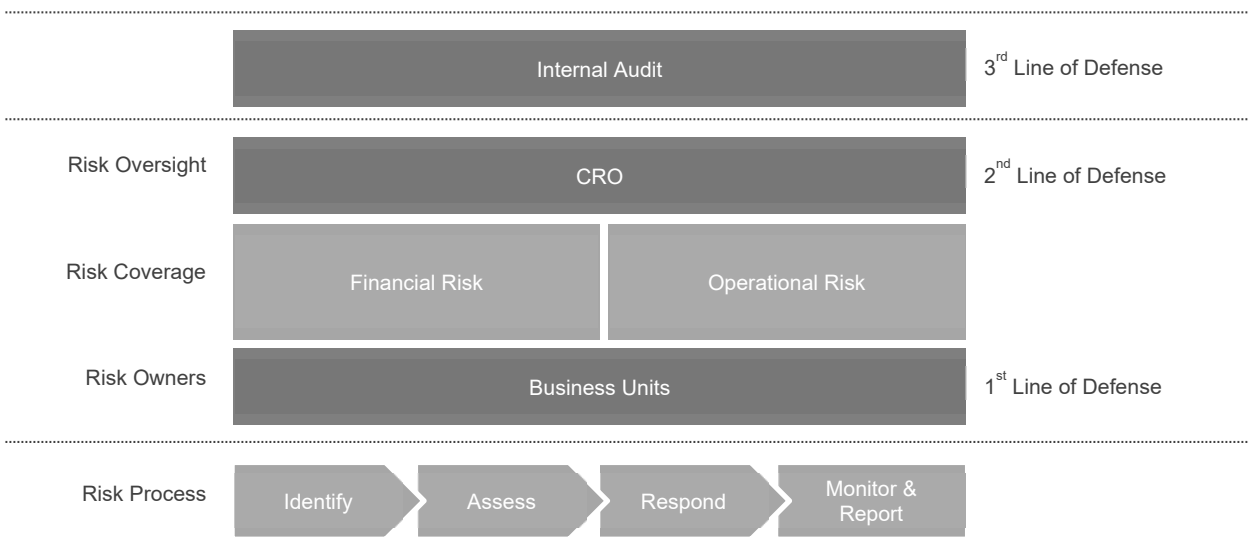 Internal Audit
3rd Line of Defense
Risk Oversight
CRO
2nd Line of Defense
Risk Coverage
Financial Risk
Operational Risk
Risk Owners
Business Units
1st Line of Defense
Risk Process
Identify
Assess
Respond
Monitor &
Report